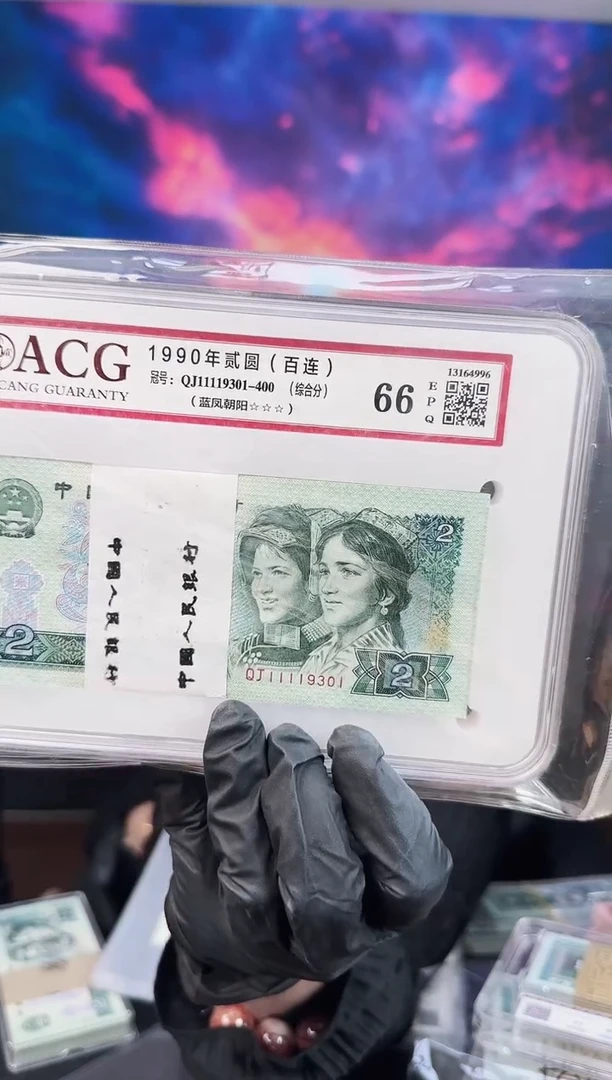 ACG
CANG GUARANTY
1990年贰圆（百连）
冠号：QJ11119301-400 （综合分）
（蓝凤朝阳☆☆☆）
66
EPQ
13164996
中
2
中国人民银行
中国人民银行
2
QJ11119301
2